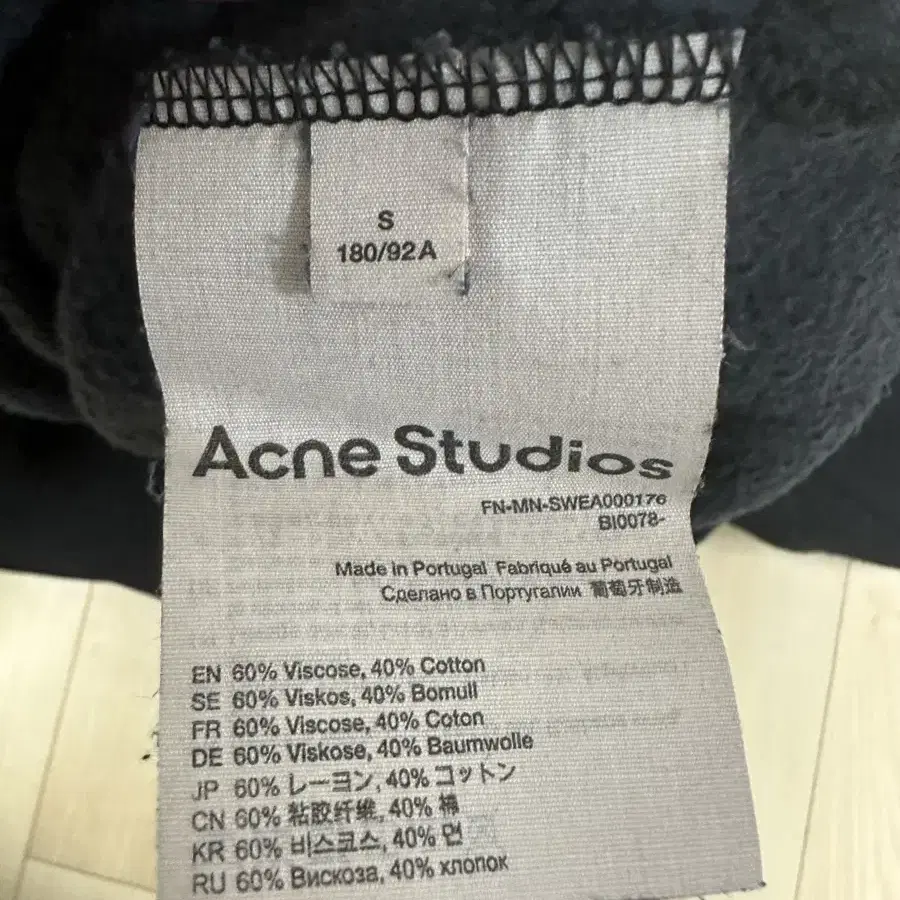 S
180/92A
Acne Studios
FN-MN-SWEA000176
BI0078-
Made in Portugal Fabriqué au Portugal
Сделано в Португалии 葡萄牙制造
EN 60% Viscose, 40% Cotton
SE 60% Viskos, 40% Bomull
FR 60% Viscose, 40% Coton
DE 60% Viskose, 40% Baumwolle
JP 60% レーヨン, 40% コットン
CN 60% 粘胶纤维, 40% 棉
KR 60% 비스코스, 40% 면
RU 60% Вискоза, 40% хлопок